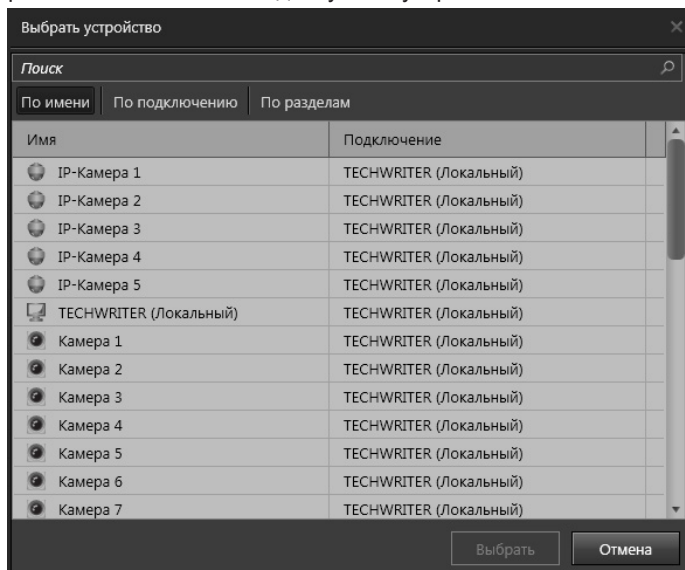 Выбрать устройство
Поиск
По имени По подключению По разделам
Имя Подключение
IP-Камера 1 TECHWRITER (Локальный)
IP-Камера 2 TECHWRITER (Локальный)
IP-Камера 3 TECHWRITER (Локальный)
IP-Камера 4 TECHWRITER (Локальный)
IP-Камера 5 TECHWRITER (Локальный)
TECHWRITER (Локальный) TECHWRITER (Локальный)
Камера 1 TECHWRITER (Локальный)
Камера 2 TECHWRITER (Локальный)
Камера 3 TECHWRITER (Локальный)
Камера 4 TECHWRITER (Локальный)
Камера 5 TECHWRITER (Локальный)
Камера 6 TECHWRITER (Локальный)
Камера 7 TECHWRITER (Локальный)
Выбрать Отмена